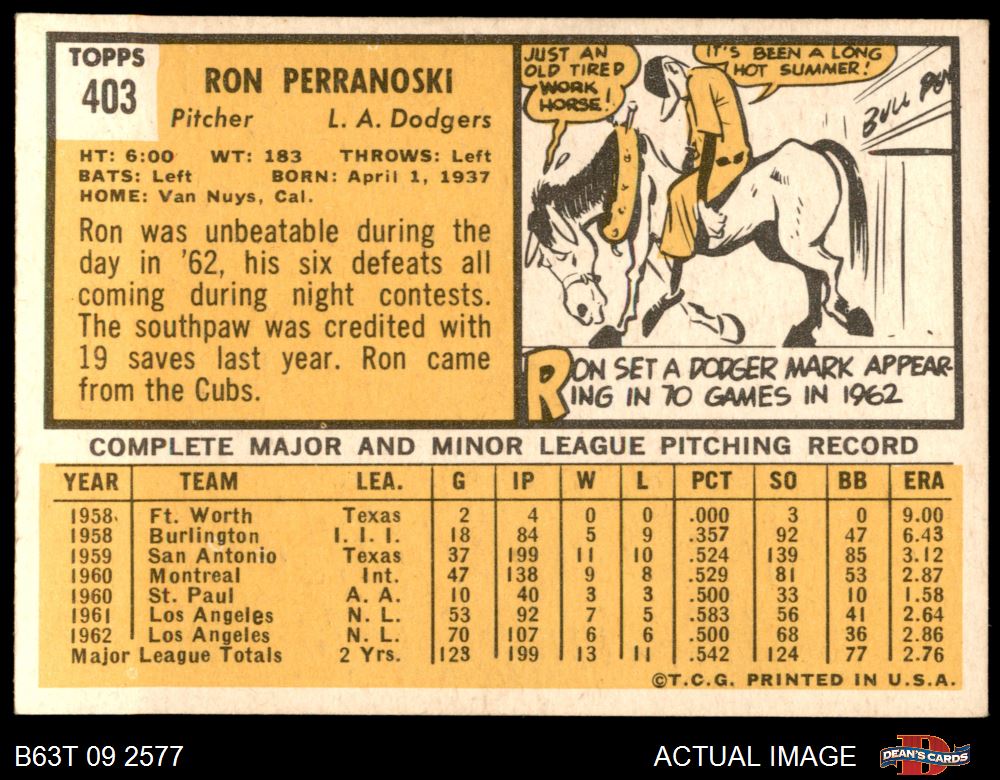 TOPPS
403
RON PERRANOSKI
Pitcher L. A. Dodgers
HT: 6:00 WT: 183 THROWS: Left
BATS: Left BORN: April 1, 1937
HOME: Van Nuys, Cal.
Ron was unbeatable during the
day in '62, his six defeats all
coming during night contests.
The southpaw was credited with
19 saves last year. Ron came
from the Cubs.
JUST AN
OLD TIRED
WORK
HORSE!
IT'S BEEN A LONG
HOT SUMMER!
BULL PEN
RON SET A DODGER MARK APPEAR-
ING IN 70 GAMES IN 1962
COMPLETE MAJOR AND MINOR LEAGUE PITCHING RECORD
YEAR TEAM LEA. G IP W L PCT SO BB ERA
1958 Ft. Worth Texas 2 4 0 0 .000 3 0 9.00
1958 Burlington I. I. I. 18 84 5 9 .357 92 47 6.43
1959 San Antonio Texas 37 199 11 10 .524 139 85 3.12
1960 Montreal Int. 47 138 9 8 .529 81 53 2.87
1960 St. Paul A. A. 10 40 3 3 .500 33 10 1.58
1961 Los Angeles N. L. 53 92 7 5 .583 56 41 2.64
1962 Los Angeles N. L. 70 107 6 6 .500 68 36 2.86
Major League Totals 2 Yrs. 123 199 13 11 .542 124 77 2.76
©T.C.G. PRINTED IN U.S.A.
B63T 09 2577
ACTUAL IMAGE
DEAN'S CARDS